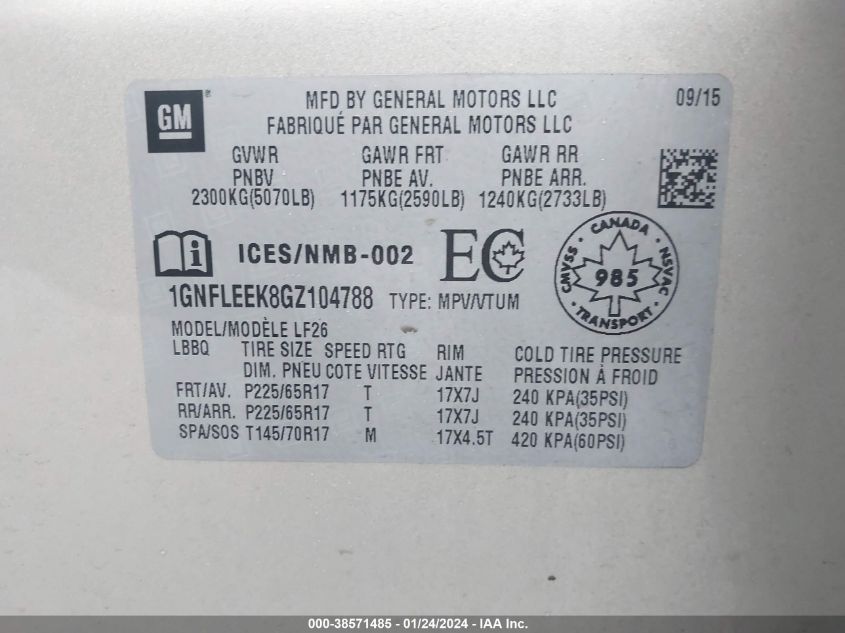 GM
MFD BY GENERAL MOTORS LLC
09/15
FABRIQUÉ PAR GENERAL MOTORS LLC
GVWR GAWR FRT GAWR RR
PNBV PNBE AV. PNBE ARR.
2300KG(5070LB) 1175KG(2590LB) 1240KG(2733LB)
ICES/NMB-002
EC
CANADA
CMVSS 985 NSVAC
TRANSPORT
1GNFLEEK8GZ104788 TYPE: MPV/VTUM
MODEL/MODÈLE LF26
LBBQ TIRE SIZE SPEED RTG RIM COLD TIRE PRESSURE
DIM. PNEU COTE VITESSE JANTE PRESSION À FROID
FRT/AV. P225/65R17 T 17X7J 240 KPA(35PSI)
RR/ARR. P225/65R17 T 17X7J 240 KPA(35PSI)
SPA/SOS T145/70R17 M 17X4.5T 420 KPA(60PSI)
000-38571485 - 01/24/2024 - IAA Inc.